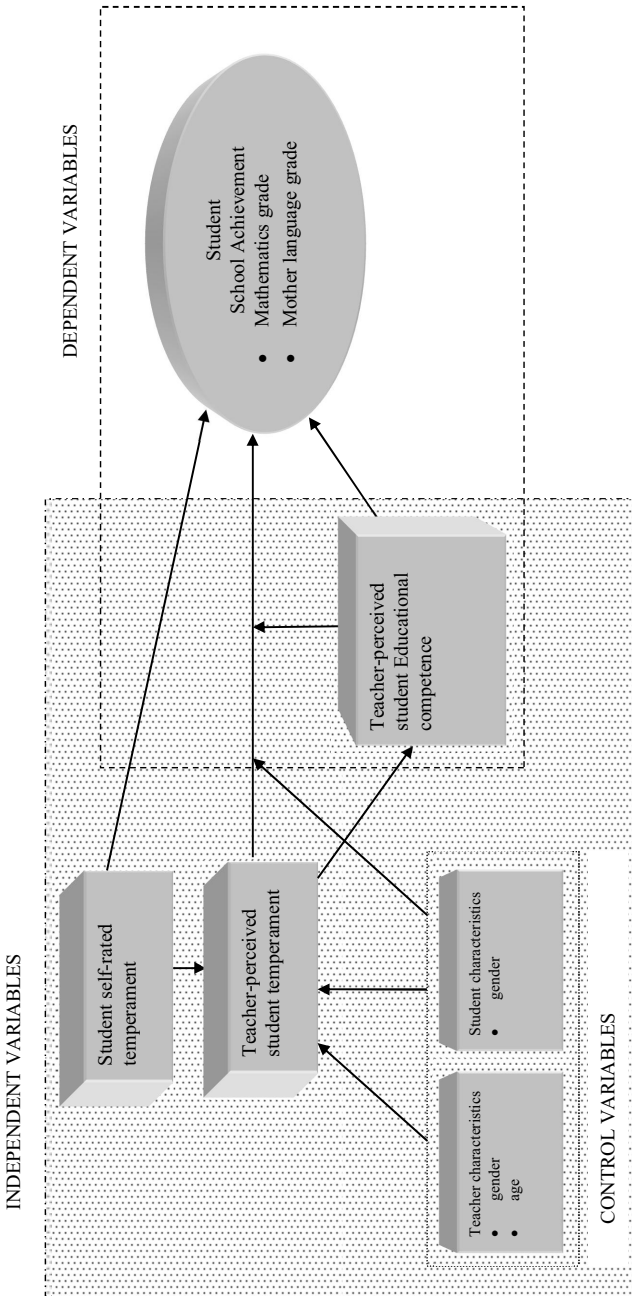 INDEPENDENT VARIABLES
DEPENDENT VARIABLES
Student self-rated
temperament
Teacher-perceived
student temperament
Teacher characteristics
• gender
• age
Student characteristics
• gender
CONTROL VARIABLES
Teacher-perceived
student Educational
competence
Student
School Achievement
• Mathematics grade
• Mother language grade